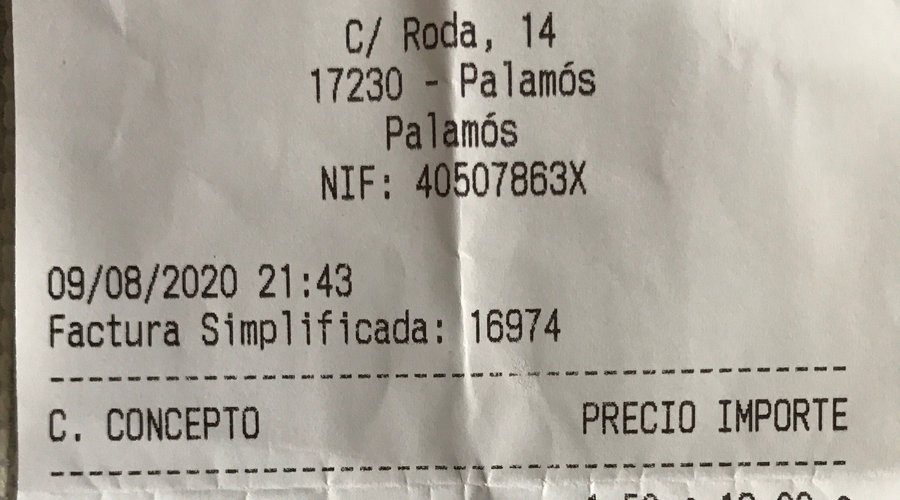 C/ Roda, 14
17230 - Palamós
Palamós
NIF: 40507863X
09/08/2020 21:43
Factura Simplificada: 16974
C. CONCEPTO PRECIO IMPORTE